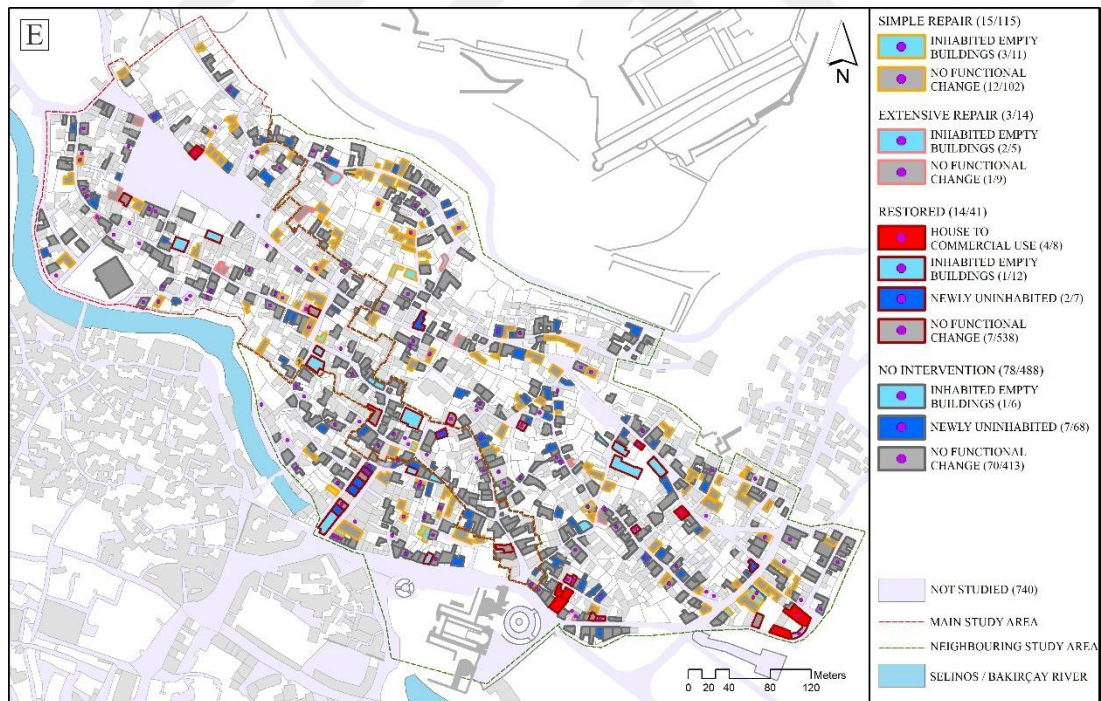 E
N
Meters
0 20 40 80 120
SIMPLE REPAIR (15/115)
INHABITED EMPTY
BUILDINGS (3/11)
NO FUNCTIONAL
CHANGE (12/102)
EXTENSIVE REPAIR (3/14)
INHABITED EMPTY
BUILDINGS (2/5)
NO FUNCTIONAL
CHANGE (1/9)
RESTORED (14/41)
HOUSE TO
COMMERCIAL USE (4/8)
INHABITED EMPTY
BUILDINGS (1/12)
NEWLY UNINHABITED (2/7)
NO FUNCTIONAL
CHANGE (7/538)
NO INTERVENTION (78/488)
INHABITED EMPTY
BUILDINGS (1/6)
NEWLY UNINHABITED (7/68)
NO FUNCTIONAL
CHANGE (70/413)
NOT STUDIED (740)
MAIN STUDY AREA
NEIGHBOURING STUDY AREA
SELINOS / BAKIRÇAY RIVER